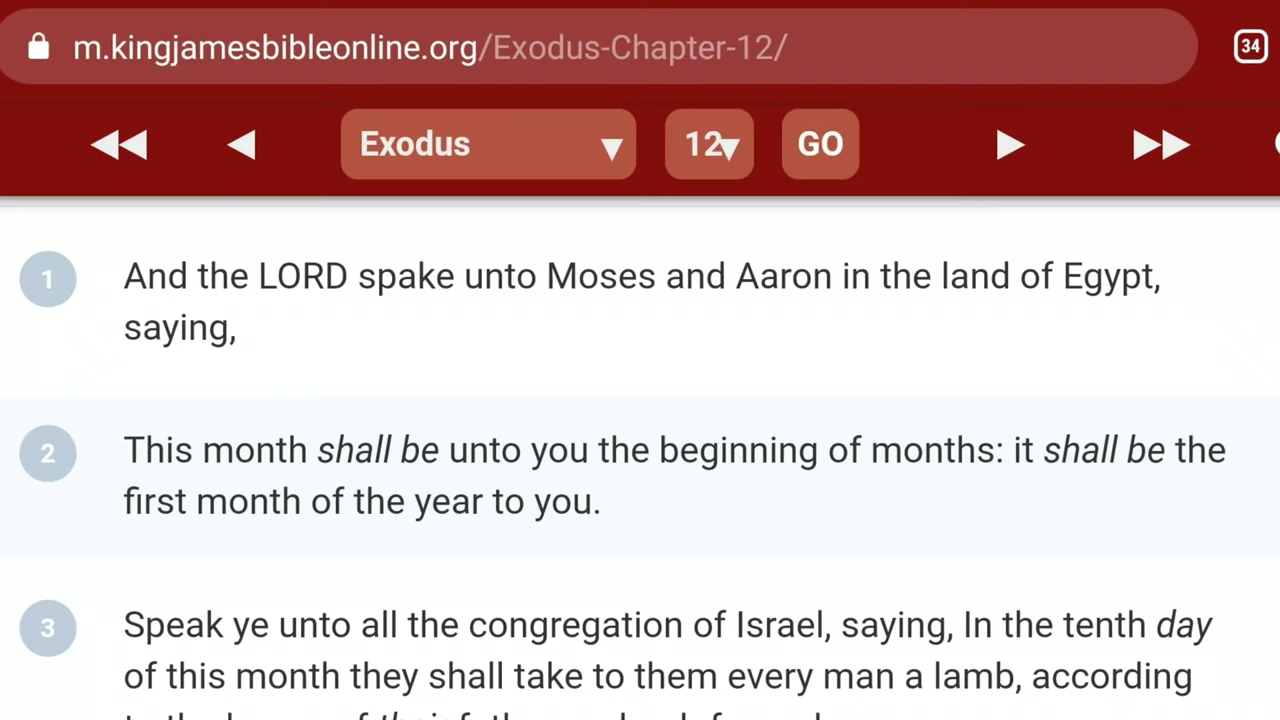 m.kingjamesbibleonline.org/Exodus-Chapter-12/
34
Exodus
12
GO
1
And the LORD spake unto Moses and Aaron in the land of Egypt,
saying,
2
This month shall be unto you the beginning of months: it shall be the
first month of the year to you.
3
Speak ye unto all the congregation of Israel, saying, In the tenth day
of this month they shall take to them every man a lamb, according